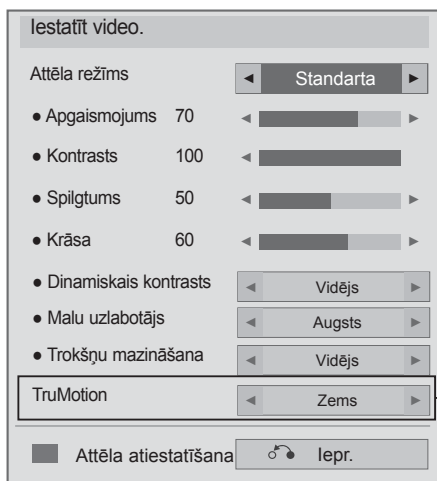 Iestatīt video.
Attēla režīms ◄ Standarta ►
● Apgaismojums 70 ◄ ►
● Kontrasts 100 ◄
● Spilgtums 50 ◄ ►
● Krāsa 60 ◄ ►
● Dinamiskais kontrasts ◄ Vidējs ►
● Malu uzlabotājs ◄ Augsts ►
● Trokšņu mazināšana ◄ Vidējs ►
TruMotion ◄ Zems ►
Attēla atiestatīšana Iepr.